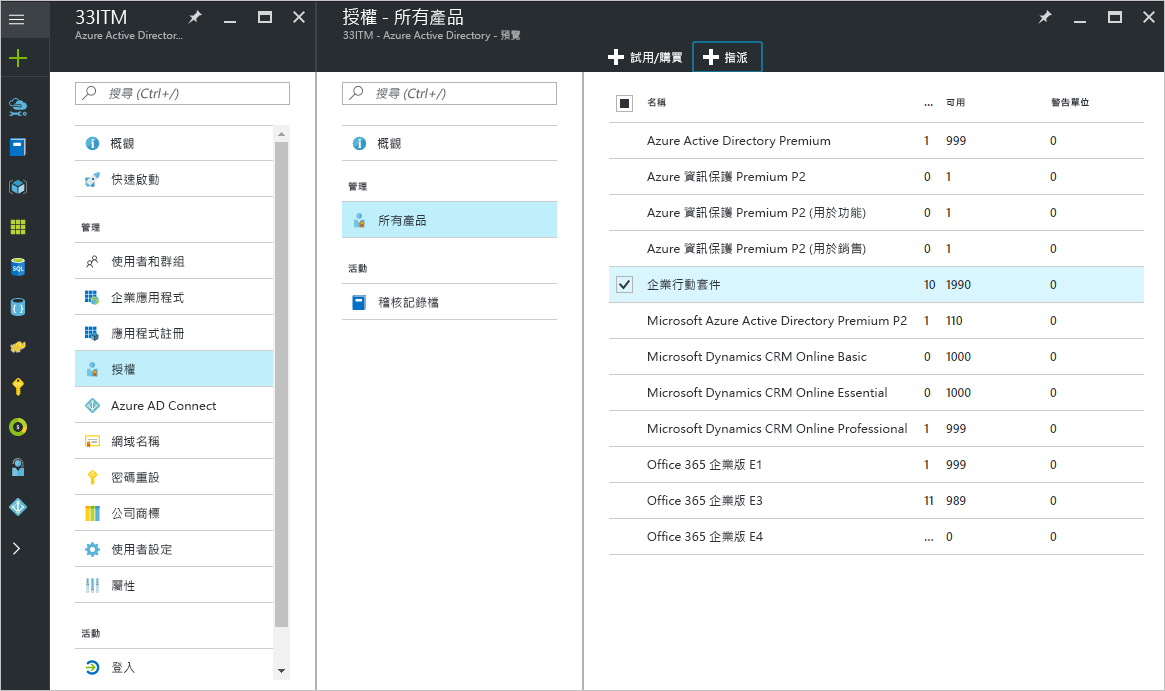 33ITM
Azure Active Director...
搜尋 (Ctrl+/)
概觀
快速啟動
管理
使用者和群組
企業應用程式
應用程式註冊
授權
Azure AD Connect
網域名稱
密碼重設
公司商標
使用者設定
屬性
活動
登入
授權 - 所有產品
33ITM - Azure Active Directory - 預覽
搜尋 (Ctrl+/)
概觀
管理
所有產品
活動
稽核記錄檔
試用/購買 指派
名稱 ... 可用 警告單位
Azure Active Directory Premium 1 999 0
Azure 資訊保護 Premium P2 0 1 0
Azure 資訊保護 Premium P2 (用於功能) 0 1 0
Azure 資訊保護 Premium P2 (用於銷售) 0 1 0
企業行動套件 10 1990 0
Microsoft Azure Active Directory Premium P2 1 110 0
Microsoft Dynamics CRM Online Basic 0 1000 0
Microsoft Dynamics CRM Online Essential 0 1000 0
Microsoft Dynamics CRM Online Professional 1 999 0
Office 365 企業版 E1 1 999 0
Office 365 企業版 E3 11 989 0
Office 365 企業版 E4 ... 0 0
SQL